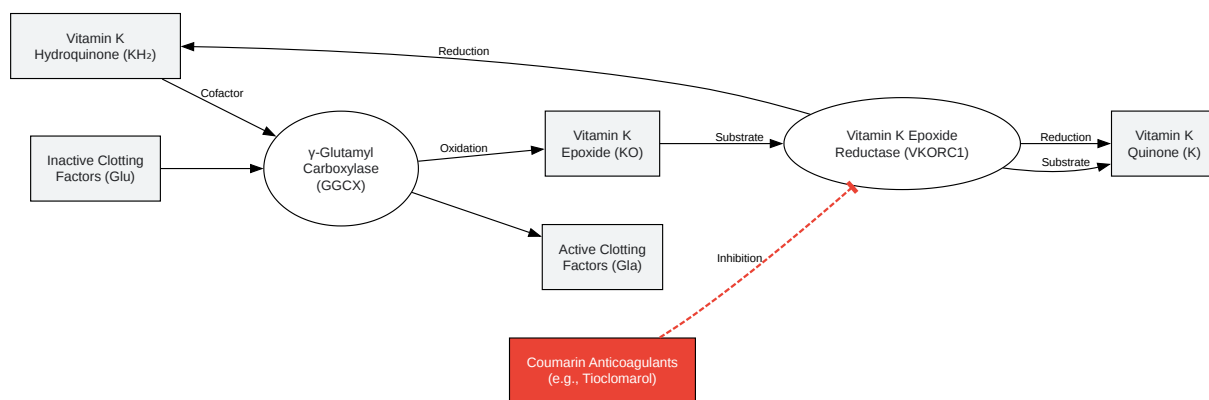 Vitamin K
Hydroquinone (KH₂)
Reduction
Cofactor
Inactive Clotting
Factors (Glu)
γ-Glutamyl
Carboxylase
(GGCX)
Oxidation
Vitamin K
Epoxide (KO)
Substrate
Vitamin K Epoxide
Reductase (VKORC1)
Reduction
Substrate
Vitamin K
Quinone (K)
Active Clotting
Factors (Gla)
Inhibition
Coumarin Anticoagulants
(e.g., Tioclomarol)